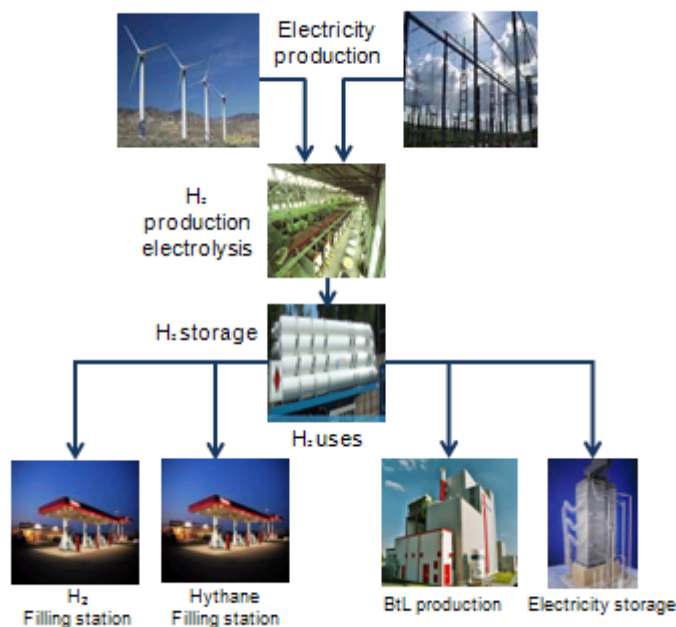 Electricity
production
H₂
production
electrolysis
H₂ storage
H₂ uses
H₂
Filling station
Hythane
Filling station
BtL production
Electricity storage